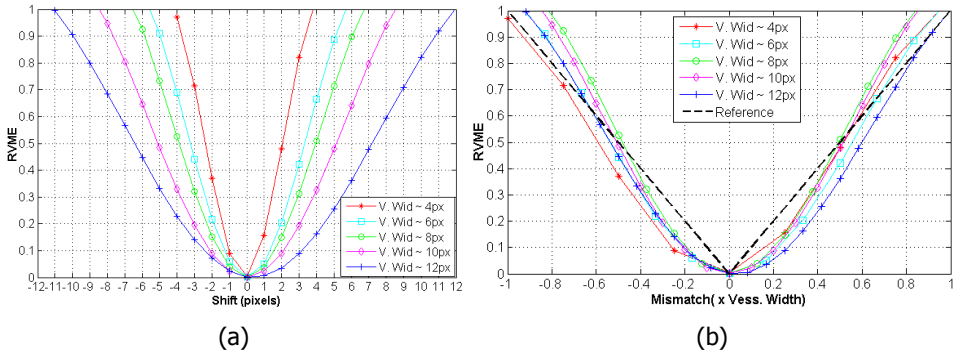 1
0.9
0.8
0.7
0.6
0.5
0.4
0.3
0.2
0.1
0
RVME
-12-11-10 -9 -8 -7 -6 -5 -4 -3 -2 -1 0 1 2 3 4 5 6 7 8 9 10 11 12
Shift (pixels)
V. Wid ~ 4px
V. Wid ~ 6px
V. Wid ~ 8px
V. Wid ~ 10px
V. Wid ~ 12px
(a)
1
0.9
0.8
0.7
0.6
0.5
0.4
0.3
0.2
0.1
0
RVME
-1 -0.8 -0.6 -0.4 -0.2 0 0.2 0.4 0.6 0.8 1
Mismatch( x Vess. Width)
V. Wid ~ 4px
V. Wid ~ 6px
V. Wid ~ 8px
V. Wid ~ 10px
V. Wid ~ 12px
Reference
(b)